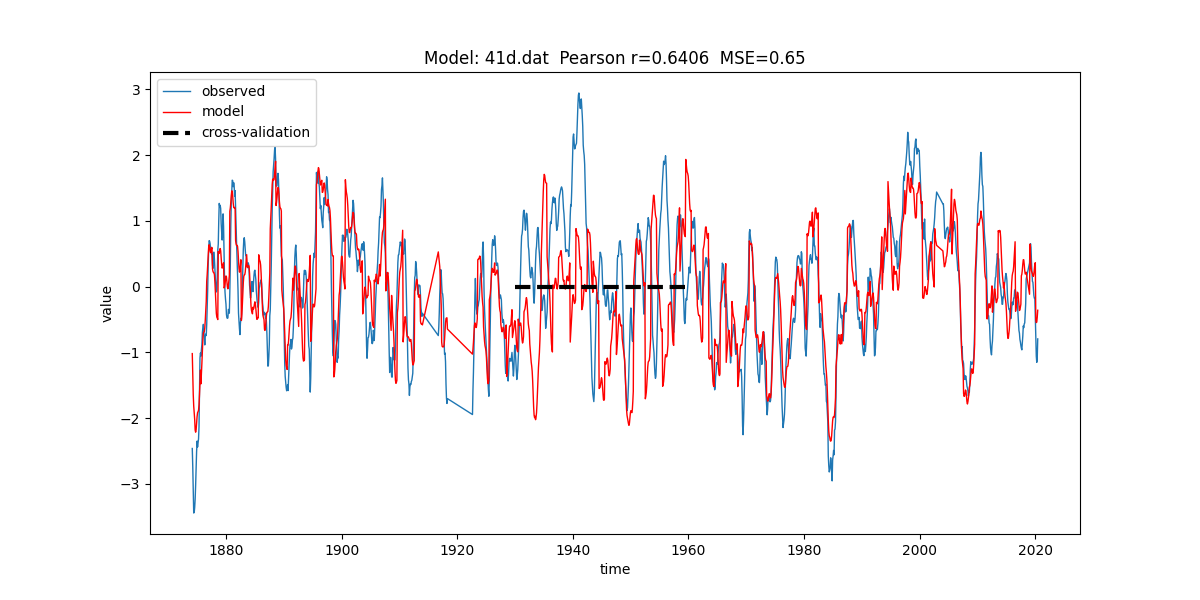 Model: 41d.dat  Pearson r=0.6406  MSE=0.65
observed
model
cross-validation
3
2
1
0
−1
−2
−3
value
1880 1900 1920 1940 1960 1980 2000 2020
time